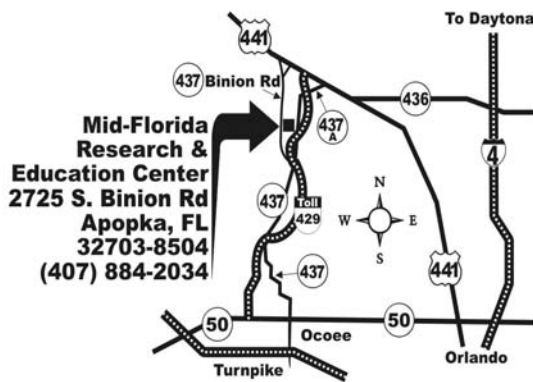 441
To Daytona
437 Binion Rd
436
437
A
Mid-Florida
Research &
Education Center
2725 S. Binion Rd
Apopka, FL
32703-8504
(407) 884-2034
4
437
Toll
429
N
W E
S
437
441
50
50
Ocoee
Orlando
Turnpike